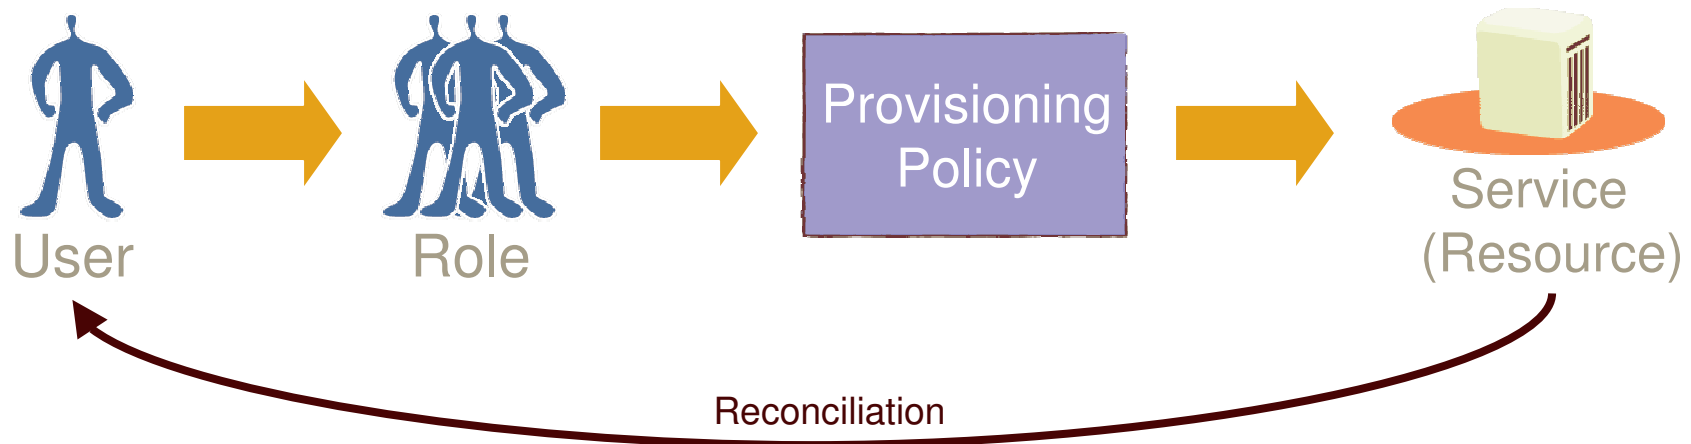 User
Role
Provisioning
Policy
Service
(Resource)
Reconciliation